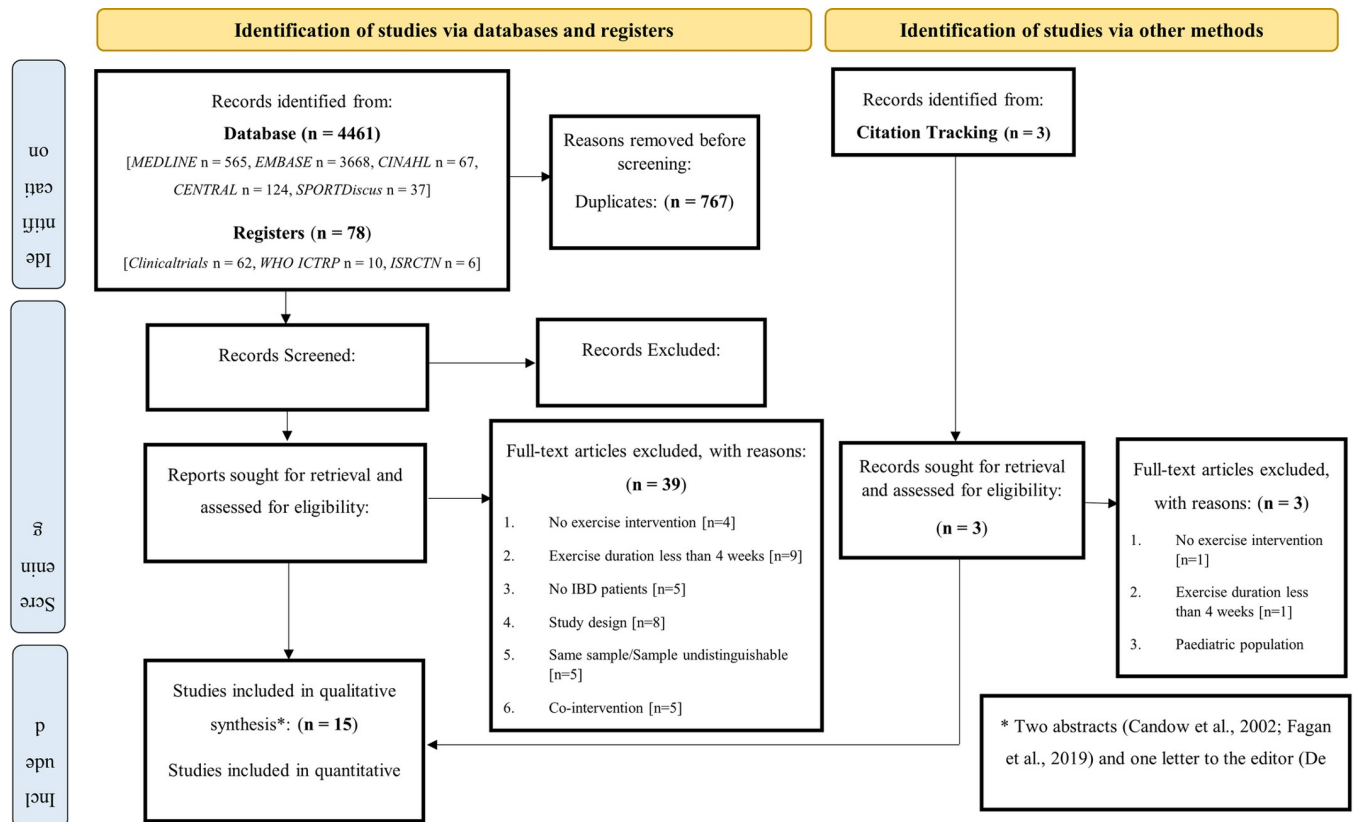 Identification of studies via databases and registers
Identification of studies via other methods
Ide
ntifi
cati
on
Records identified from:
Database (n = 4461)
[MEDLINE n = 565, EMBASE n = 3668, CINAHL n = 67,
CENTRAL n = 124, SPORTDiscus n = 37]
Registers (n = 78)
[Clinicaltrials n = 62, WHO ICTRP n = 10, ISRCTN n = 6]
Reasons removed before
screening:
Duplicates: (n = 767)
Records identified from:
Citation Tracking (n = 3)
Scre
enin
g
Records Screened:
Records Excluded:
Reports sought for retrieval and
assessed for eligibility:
Full-text articles excluded, with reasons:
(n = 39)
1. No exercise intervention [n=4]
2. Exercise duration less than 4 weeks [n=9]
3. No IBD patients [n=5]
4. Study design [n=8]
5. Same sample/Sample undistinguishable
[n=5]
6. Co-intervention [n=5]
Records sought for retrieval
and assessed for eligibility:
(n = 3)
Full-text articles excluded,
with reasons: (n = 3)
1. No exercise intervention
[n=1]
2. Exercise duration less
than 4 weeks [n=1]
3. Paediatric population
Incl
ude
d
Studies included in qualitative
synthesis*: (n = 15)
Studies included in quantitative
* Two abstracts (Candow et al., 2002; Fagan
et al., 2019) and one letter to the editor (De